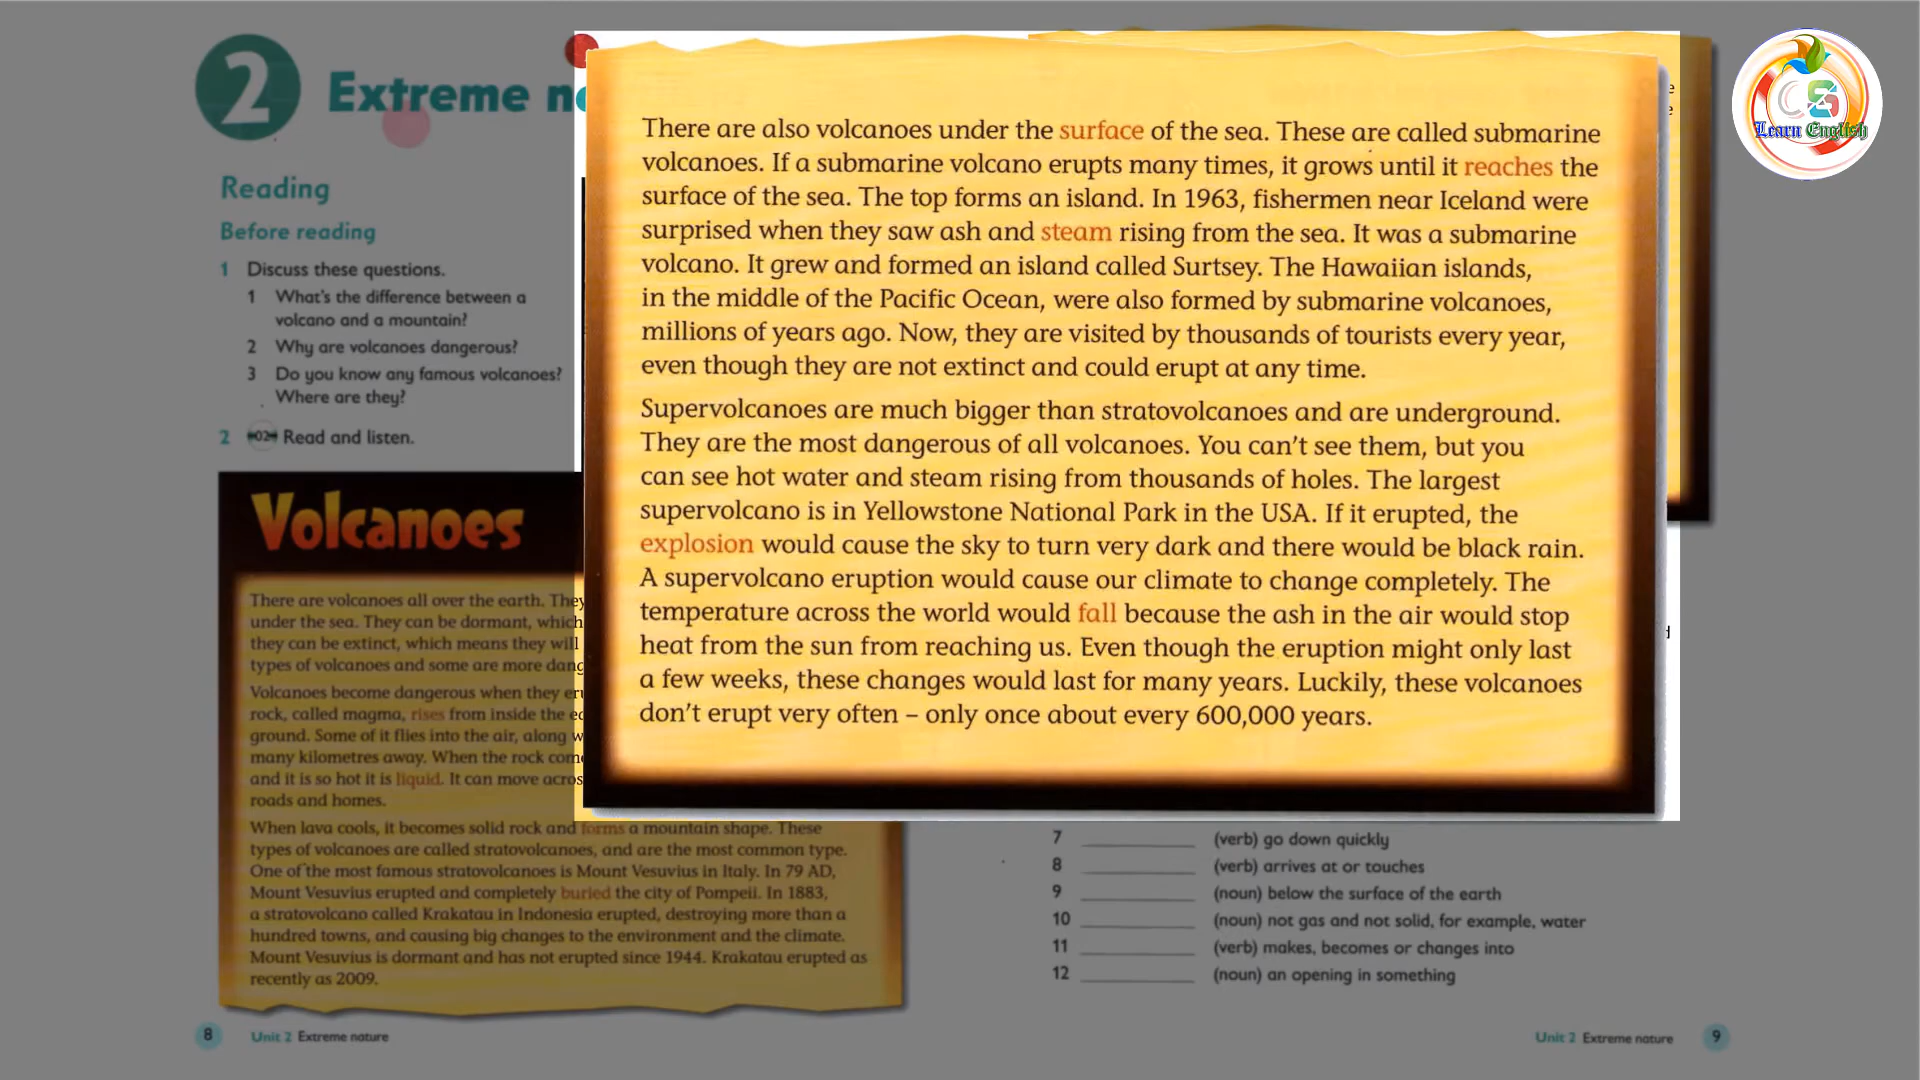 2
Extreme n
Reading
Before reading
1 Discuss these questions.
1 What's the difference between a
volcano and a mountain?
2 Why are volcanoes dangerous?
3 Do you know any famous volcanoes?
Where are they?
2 02 Read and listen.
Volcanoes
There are volcanoes all over the earth. They
under the sea. They can be dormant, which
they can be extinct, which means they will
types of volcanoes and some are more dang
Volcanoes become dangerous when they eru
rock, called magma, rises from inside the ea
ground. Some of it flies into the air, along w
many kilometres away. When the rock come
and it is so hot it is liquid. It can move acros
roads and homes.
When lava cools, it becomes solid rock and forms a mountain shape. These
types of volcanoes are called stratovolcanoes, and are the most common type.
One of the most famous stratovolcanoes is Mount Vesuvius in Italy. In 79 AD,
Mount Vesuvius erupted and completely buried the city of Pompeii. In 1883,
a stratovolcano called Krakatau in Indonesia erupted, destroying more than a
hundred towns, and causing big changes to the environment and the climate.
Mount Vesuvius is dormant and has not erupted since 1944. Krakatau erupted as
recently as 2009.
8 Unit 2 Extreme nature
There are also volcanoes under the surface of the sea. These are called submarine
volcanoes. If a submarine volcano erupts many times, it grows until it reaches the
surface of the sea. The top forms an island. In 1963, fishermen near Iceland were
surprised when they saw ash and steam rising from the sea. It was a submarine
volcano. It grew and formed an island called Surtsey. The Hawaiian islands,
in the middle of the Pacific Ocean, were also formed by submarine volcanoes,
millions of years ago. Now, they are visited by thousands of tourists every year,
even though they are not extinct and could erupt at any time.
Supervolcanoes are much bigger than stratovolcanoes and are underground.
They are the most dangerous of all volcanoes. You can't see them, but you
can see hot water and steam rising from thousands of holes. The largest
supervolcano is in Yellowstone National Park in the USA. If it erupted, the
explosion would cause the sky to turn very dark and there would be black rain.
A supervolcano eruption would cause our climate to change completely. The
temperature across the world would fall because the ash in the air would stop
heat from the sun from reaching us. Even though the eruption might only last
a few weeks, these changes would last for many years. Luckily, these volcanoes
don't erupt very often – only once about every 600,000 years.
7 (verb) go down quickly
8 (verb) arrives at or touches
9 (noun) below the surface of the earth
10 (noun) not gas and not solid, for example, water
11 (verb) makes, becomes or changes into
12 (noun) an opening in something
Unit 2 Extreme nature 9
CS
Learn English